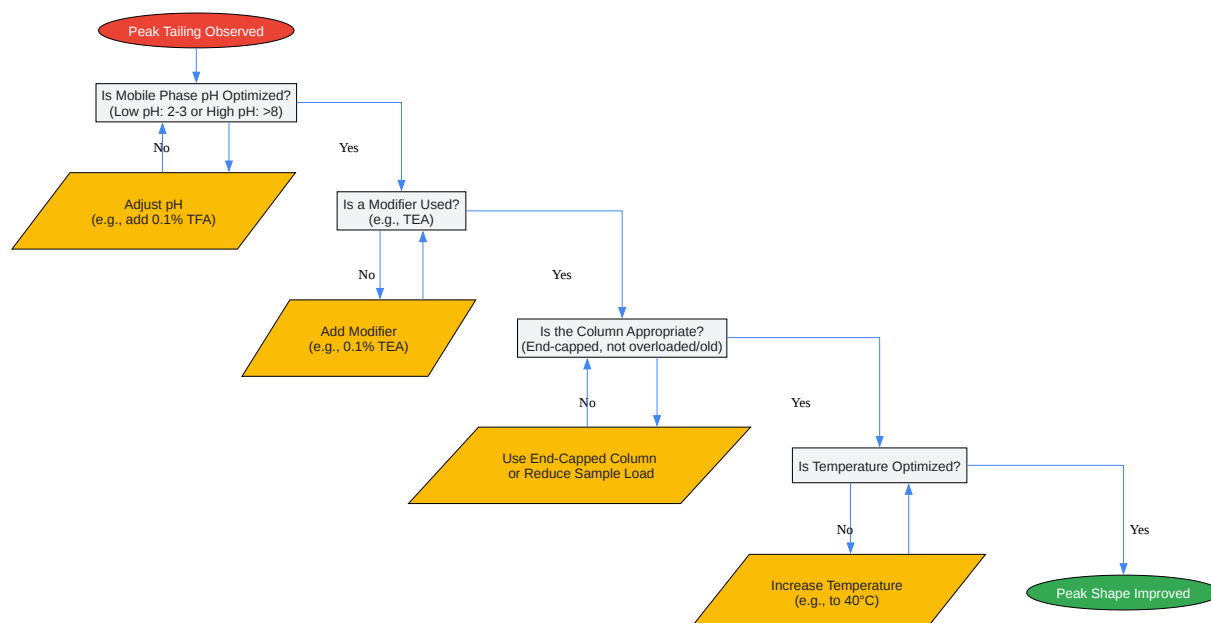 Peak Tailing Observed
Is Mobile Phase pH Optimized?
(Low pH: 2-3 or High pH: >8)
No
Yes
Adjust pH
(e.g., add 0.1% TFA)
Is a Modifier Used?
(e.g., TEA)
No
Yes
Add Modifier
(e.g., 0.1% TEA)
Is the Column Appropriate?
(End-capped, not overloaded/old)
No
Yes
Use End-Capped Column
or Reduce Sample Load
Is Temperature Optimized?
No
Yes
Increase Temperature
(e.g., to 40°C)
Peak Shape Improved